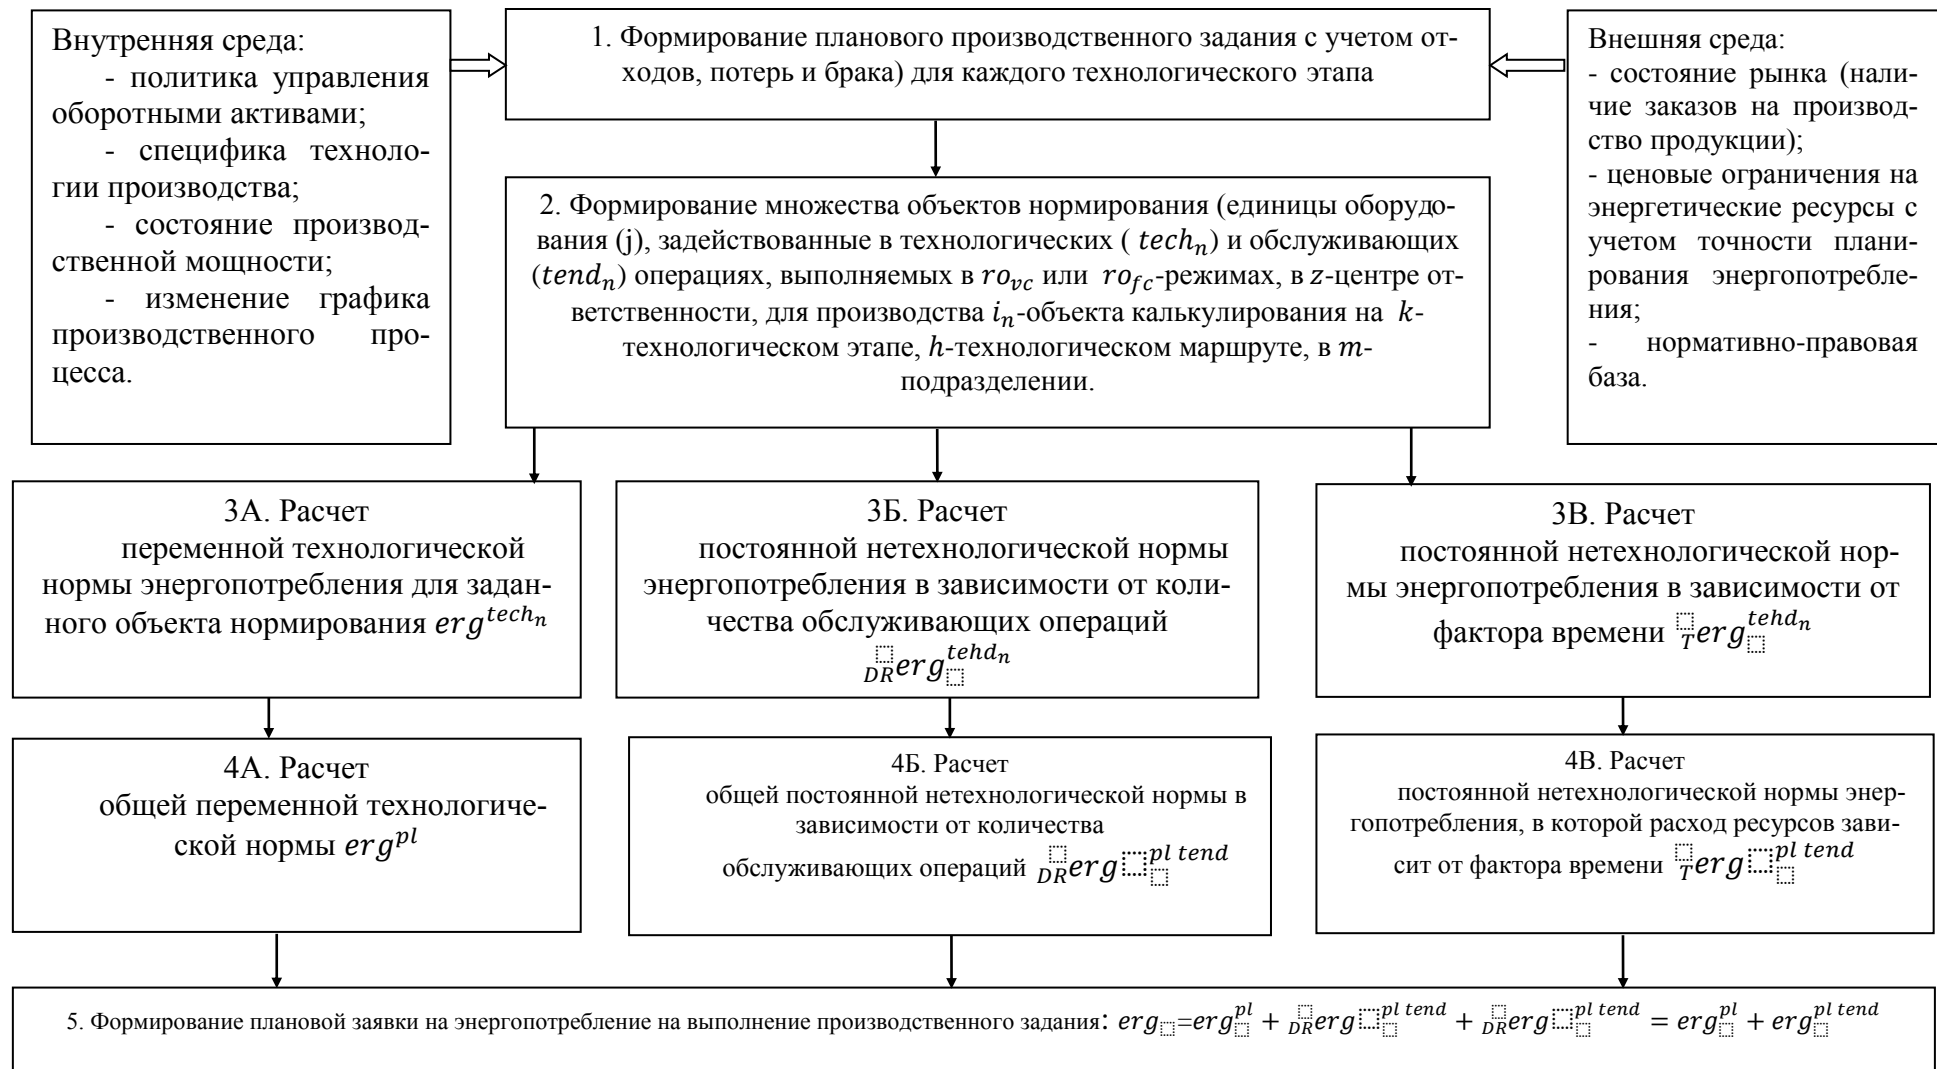 Внутренняя среда:
- политика управления
оборотными активами;
- специфика техноло-
гии производства;
- состояние производ-
ственной мощности;
- изменение графика
производственного про-
цесса.
1. Формирование планового производственного задания с учетом от-
ходов, потерь и брака) для каждого технологического этапа
Внешняя среда:
- состояние рынка (нали-
чие заказов на производ-
ство продукции);
- ценовые ограничения на
энергетические ресурсы с
учетом точности плани-
рования энергопотребле-
ния;
- нормативно-правовая
база.
2. Формирование множества объектов нормирования (единицы оборудо-
вания (j), задействованные в технологических ( tech_n) и обслуживающих
(tend_n) операциях, выполняемых в ro_vc или ro_fc-режимах, в z-центре от-
ветственности, для производства i_n-объекта калькулирования на k-
технологическом этапе, h-технологическом маршруте, в m-
подразделении.
3А. Расчет
переменной технологической
нормы энергопотребления для задан-
ного объекта нормирования erg^tech_n
3Б. Расчет
постоянной нетехнологической нормы
энергопотребления в зависимости от коли-
чества обслуживающих операций
_DR erg^tehd_n
3В. Расчет
постоянной нетехнологической нор-
мы энергопотребления в зависимости от
фактора времени _T erg^tehd_n
4А. Расчет
общей переменной технологиче-
ской нормы erg^pl
4Б. Расчет
общей постоянной нетехнологической нормы в
зависимости от количества
обслуживающих операций _DR erg^pl tend
4В. Расчет
постоянной нетехнологической нормы энер-
гопотребления, в которой расход ресурсов зави-
сит от фактора времени _T erg^pl tend
5. Формирование плановой заявки на энергопотребление на выполнение производственного задания: erg=erg^pl + _DR erg^pl tend + _DR erg^pl tend = erg^pl + erg^pl tend